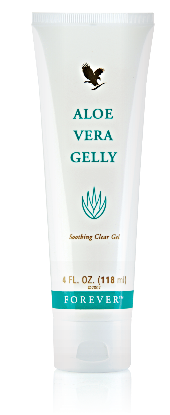 ALOE
VERA
GELLY
Soothing Clear Gel
4 FL. OZ. (118 ml)
FOREVER